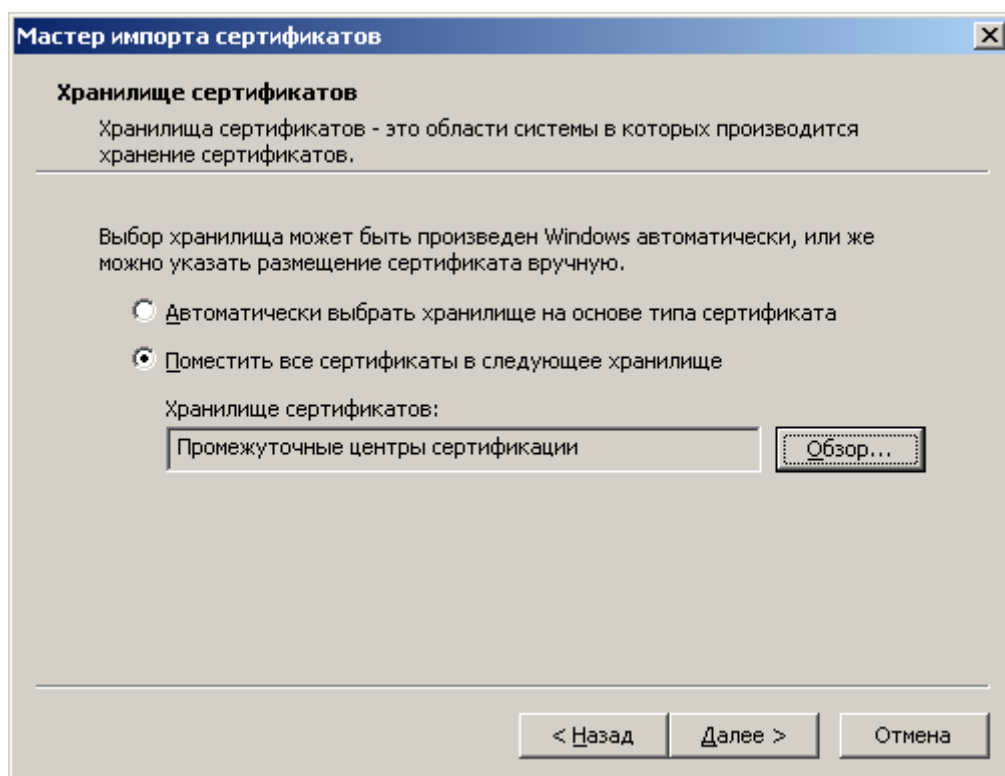 Мастер импорта сертификатов
Хранилище сертификатов
Хранилища сертификатов - это области системы в которых производится
хранение сертификатов.
Выбор хранилища может быть произведен Windows автоматически, или же
можно указать размещение сертификата вручную.
Автоматически выбрать хранилище на основе типа сертификата
Поместить все сертификаты в следующее хранилище
Хранилище сертификатов:
Промежуточные центры сертификации
Обзор...
< Назад
Далее >
Отмена